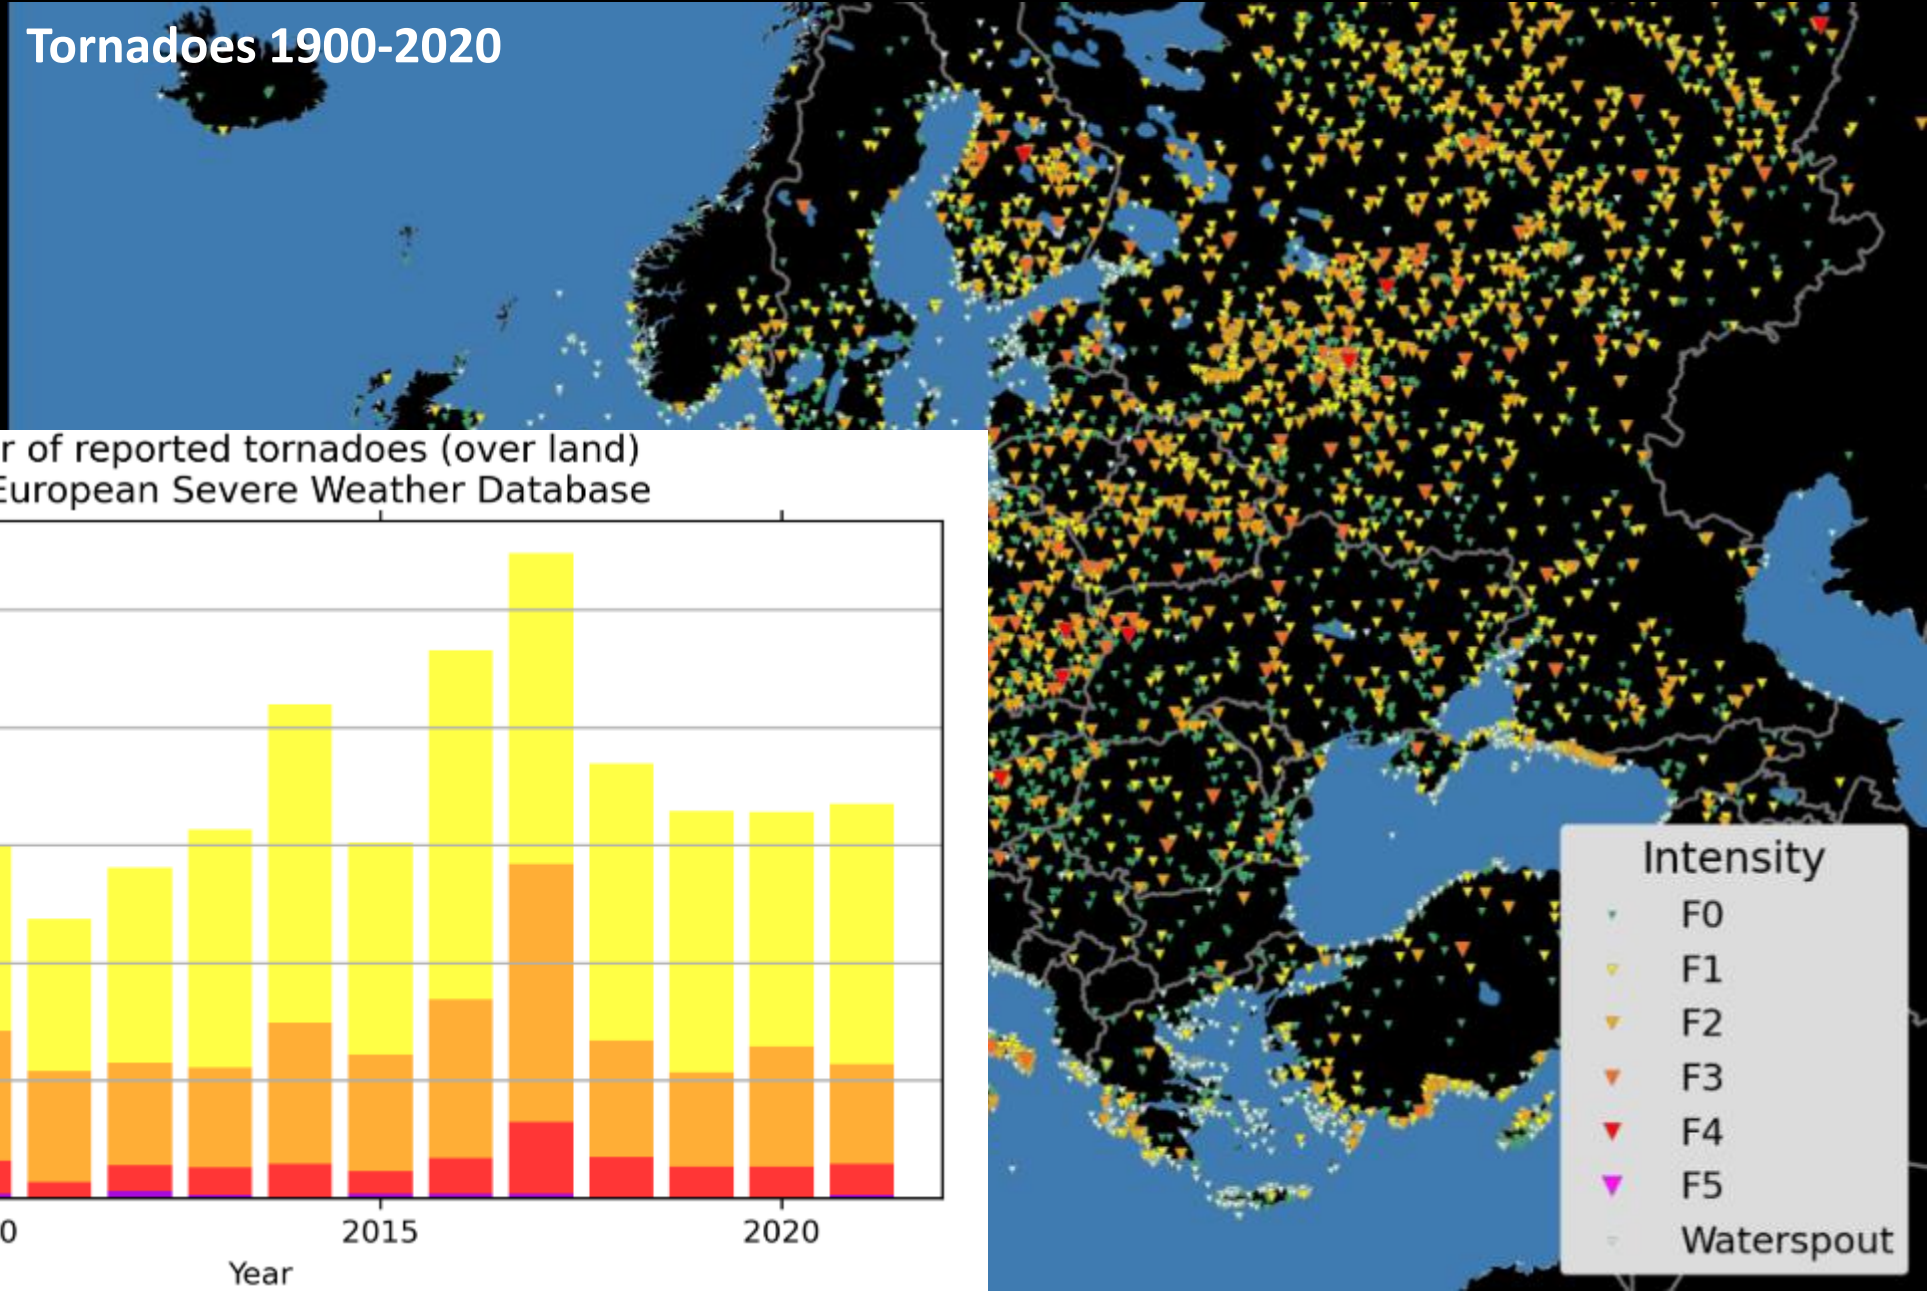 Tornadoes 1900-2020
r of reported tornadoes (over land)
European Severe Weather Database
0
2015
2020
Year
Intensity
F0
F1
F2
F3
F4
F5
Waterspout